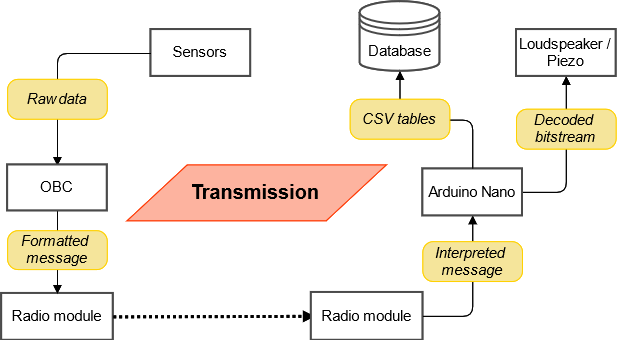 Sensors
Database
Loudspeaker /
Piezo
Raw data
CSV tables
Decoded
bitstream
OBC
Transmission
Arduino Nano
Formatted
message
Interpreted
message
Radio module
Radio module